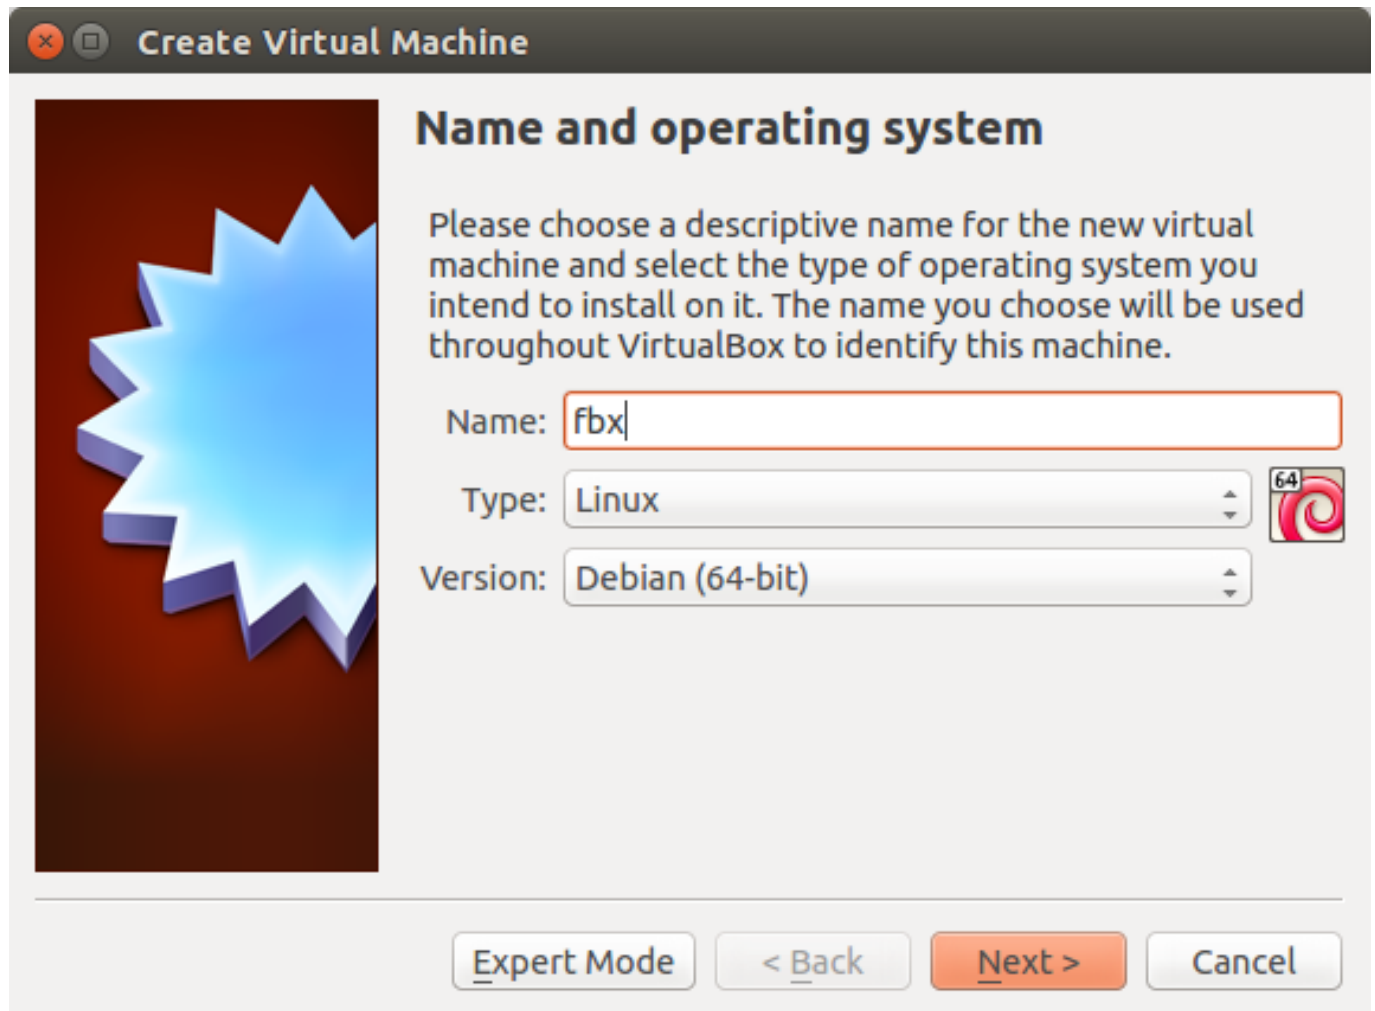 Create Virtual Machine
Name and operating system
Please choose a descriptive name for the new virtual
machine and select the type of operating system you
intend to install on it. The name you choose will be used
throughout VirtualBox to identify this machine.
Name: fbx
Type: Linux
64
Version: Debian (64-bit)
Expert Mode < Back Next > Cancel